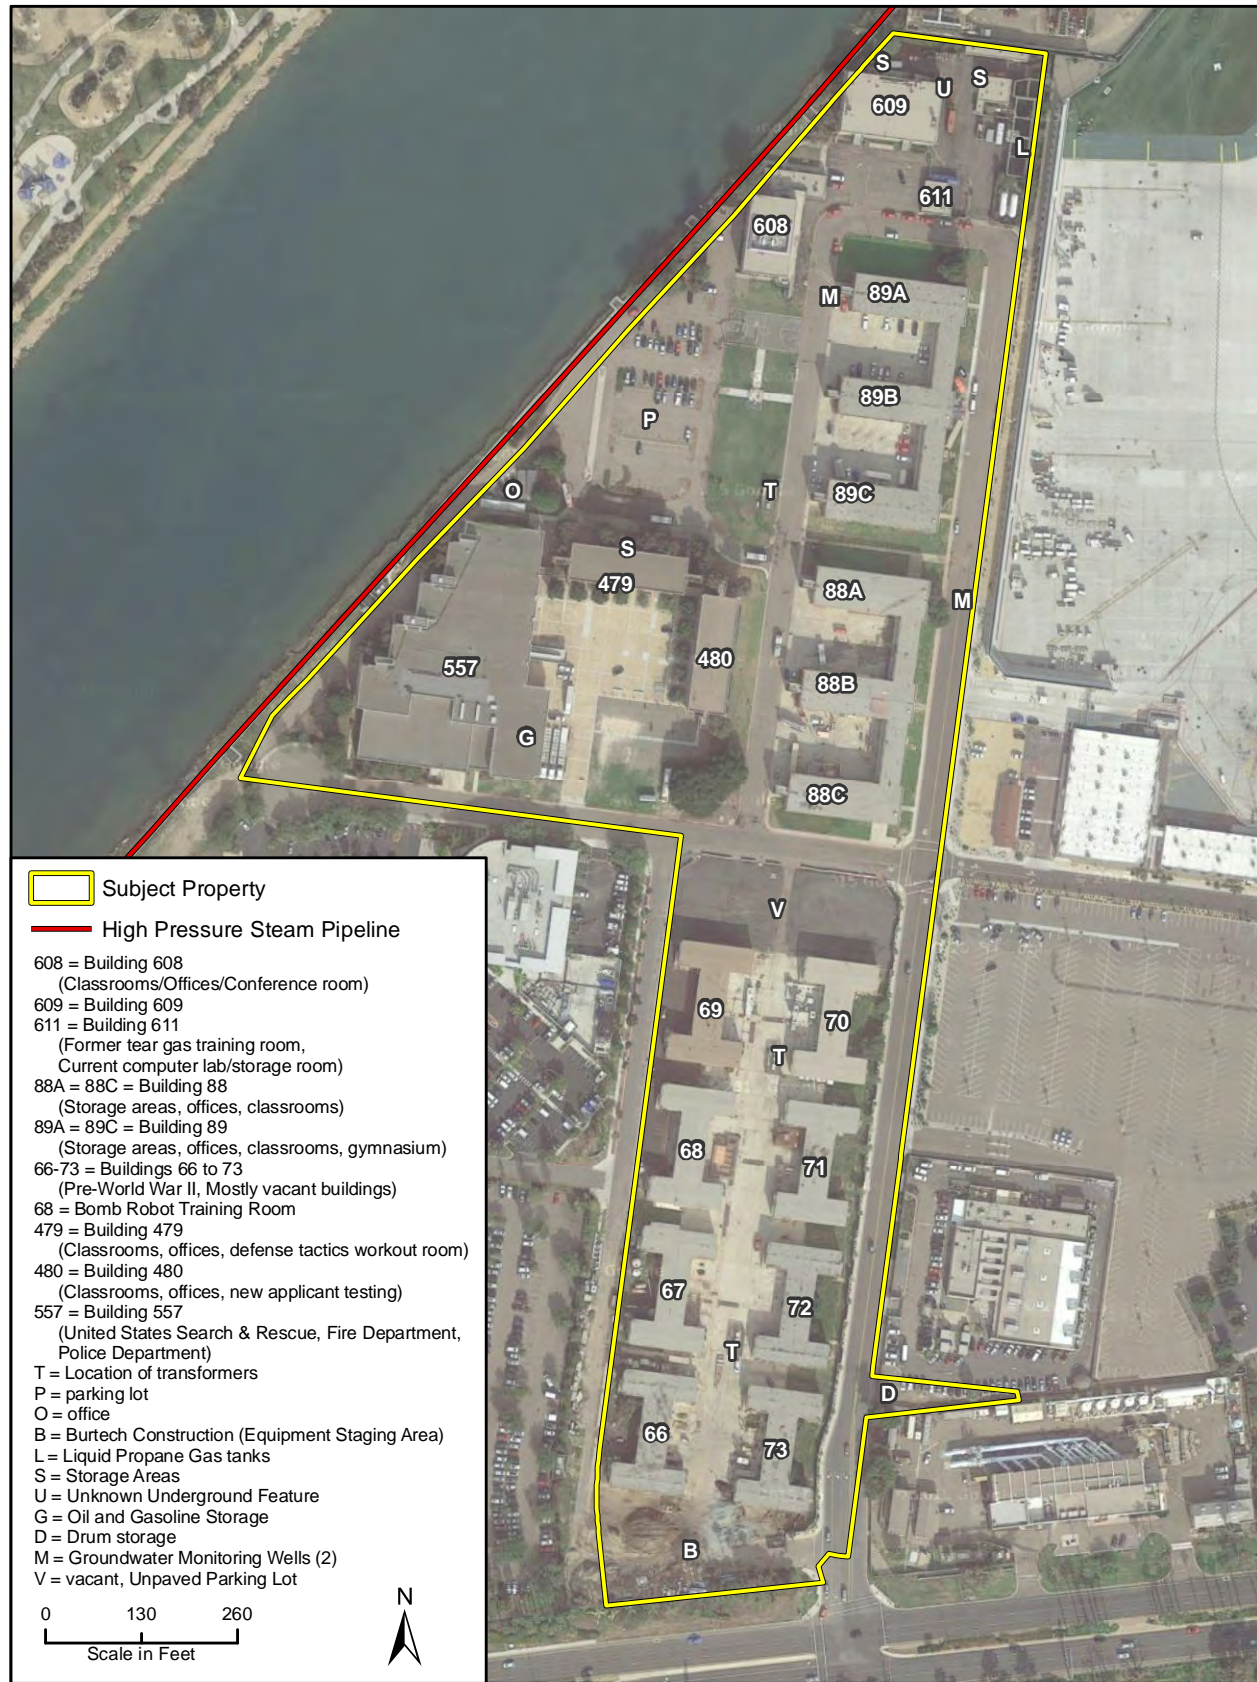 S
S
U
609
L
611
608
M
89A
89B
P
O
T
89C
S
479
88A
M
480
557
88B
G
88C
V
69
70
T
68
71
67
72
T
D
66
73
B
Subject Property
High Pressure Steam Pipeline
608 = Building 608
(Classrooms/Offices/Conference room)
609 = Building 609
611 = Building 611
(Former tear gas training room,
Current computer lab/storage room)
88A = 88C = Building 88
(Storage areas, offices, classrooms)
89A = 89C = Building 89
(Storage areas, offices, classrooms, gymnasium)
66-73 = Buildings 66 to 73
(Pre-World War II, Mostly vacant buildings)
68 = Bomb Robot Training Room
479 = Building 479
(Classrooms, offices, defense tactics workout room)
480 = Building 480
(Classrooms, offices, new applicant testing)
557 = Building 557
(United States Search & Rescue, Fire Department,
Police Department)
T = Location of transformers
P = parking lot
O = office
B = Burtech Construction (Equipment Staging Area)
L = Liquid Propane Gas tanks
S = Storage Areas
U = Unknown Underground Feature
G = Oil and Gasoline Storage
D = Drum storage
M = Groundwater Monitoring Wells (2)
V = vacant, Unpaved Parking Lot
0 130 260
Scale in Feet
N